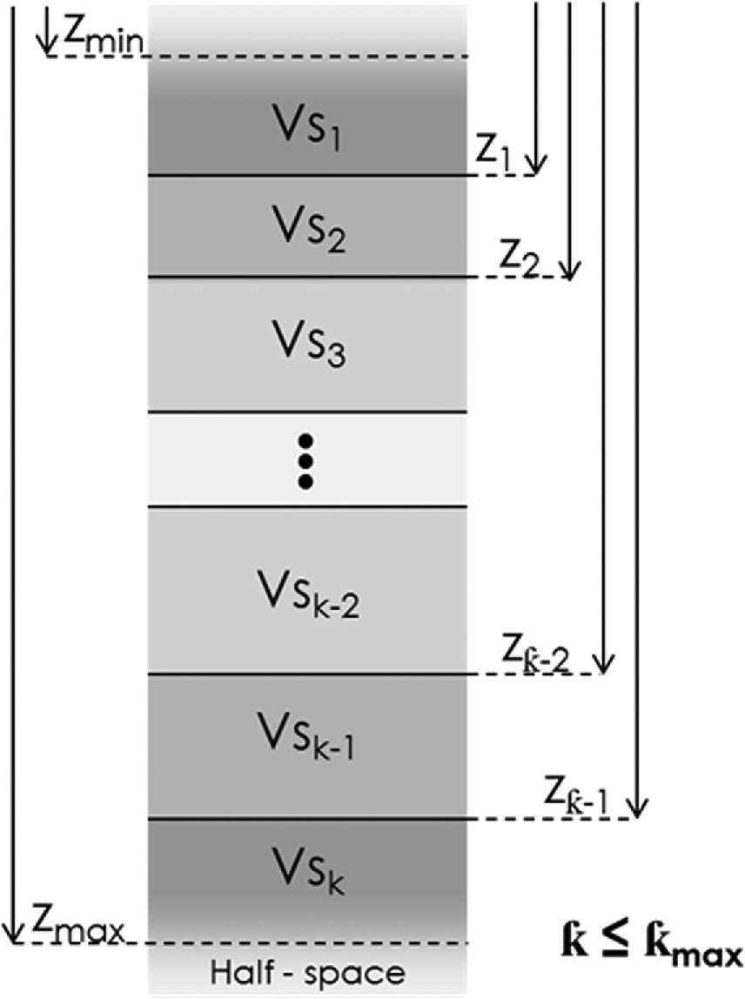 Zmin
Vs1
Z1
Vs2
Z2
Vs3
Vsk-2
Zk-2
Vsk-1
Zk-1
Vsk
Zmax
k ≤ kmax
Half - space